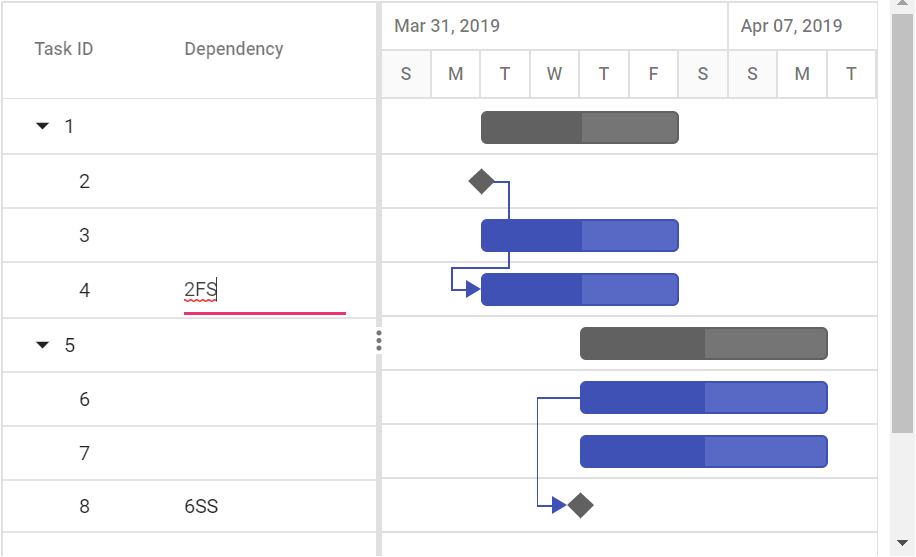 Task ID Dependency
Mar 31, 2019 Apr 07, 2019
S M T W T F S S M T
1
2
3
4 2FS
5
6
7
8 6SS